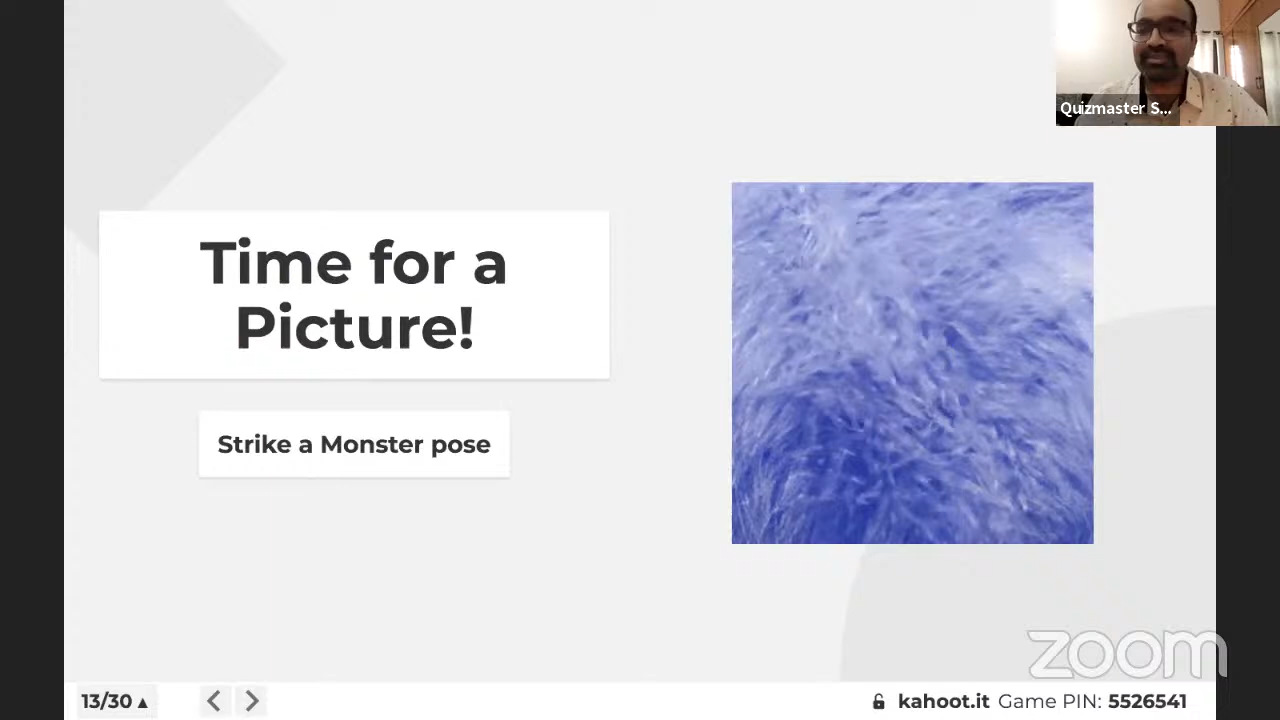 Quizmaster S...
Time for a
Picture!
Strike a Monster pose
zoom
13/30 ▲
kahoot.it Game PIN: 5526541